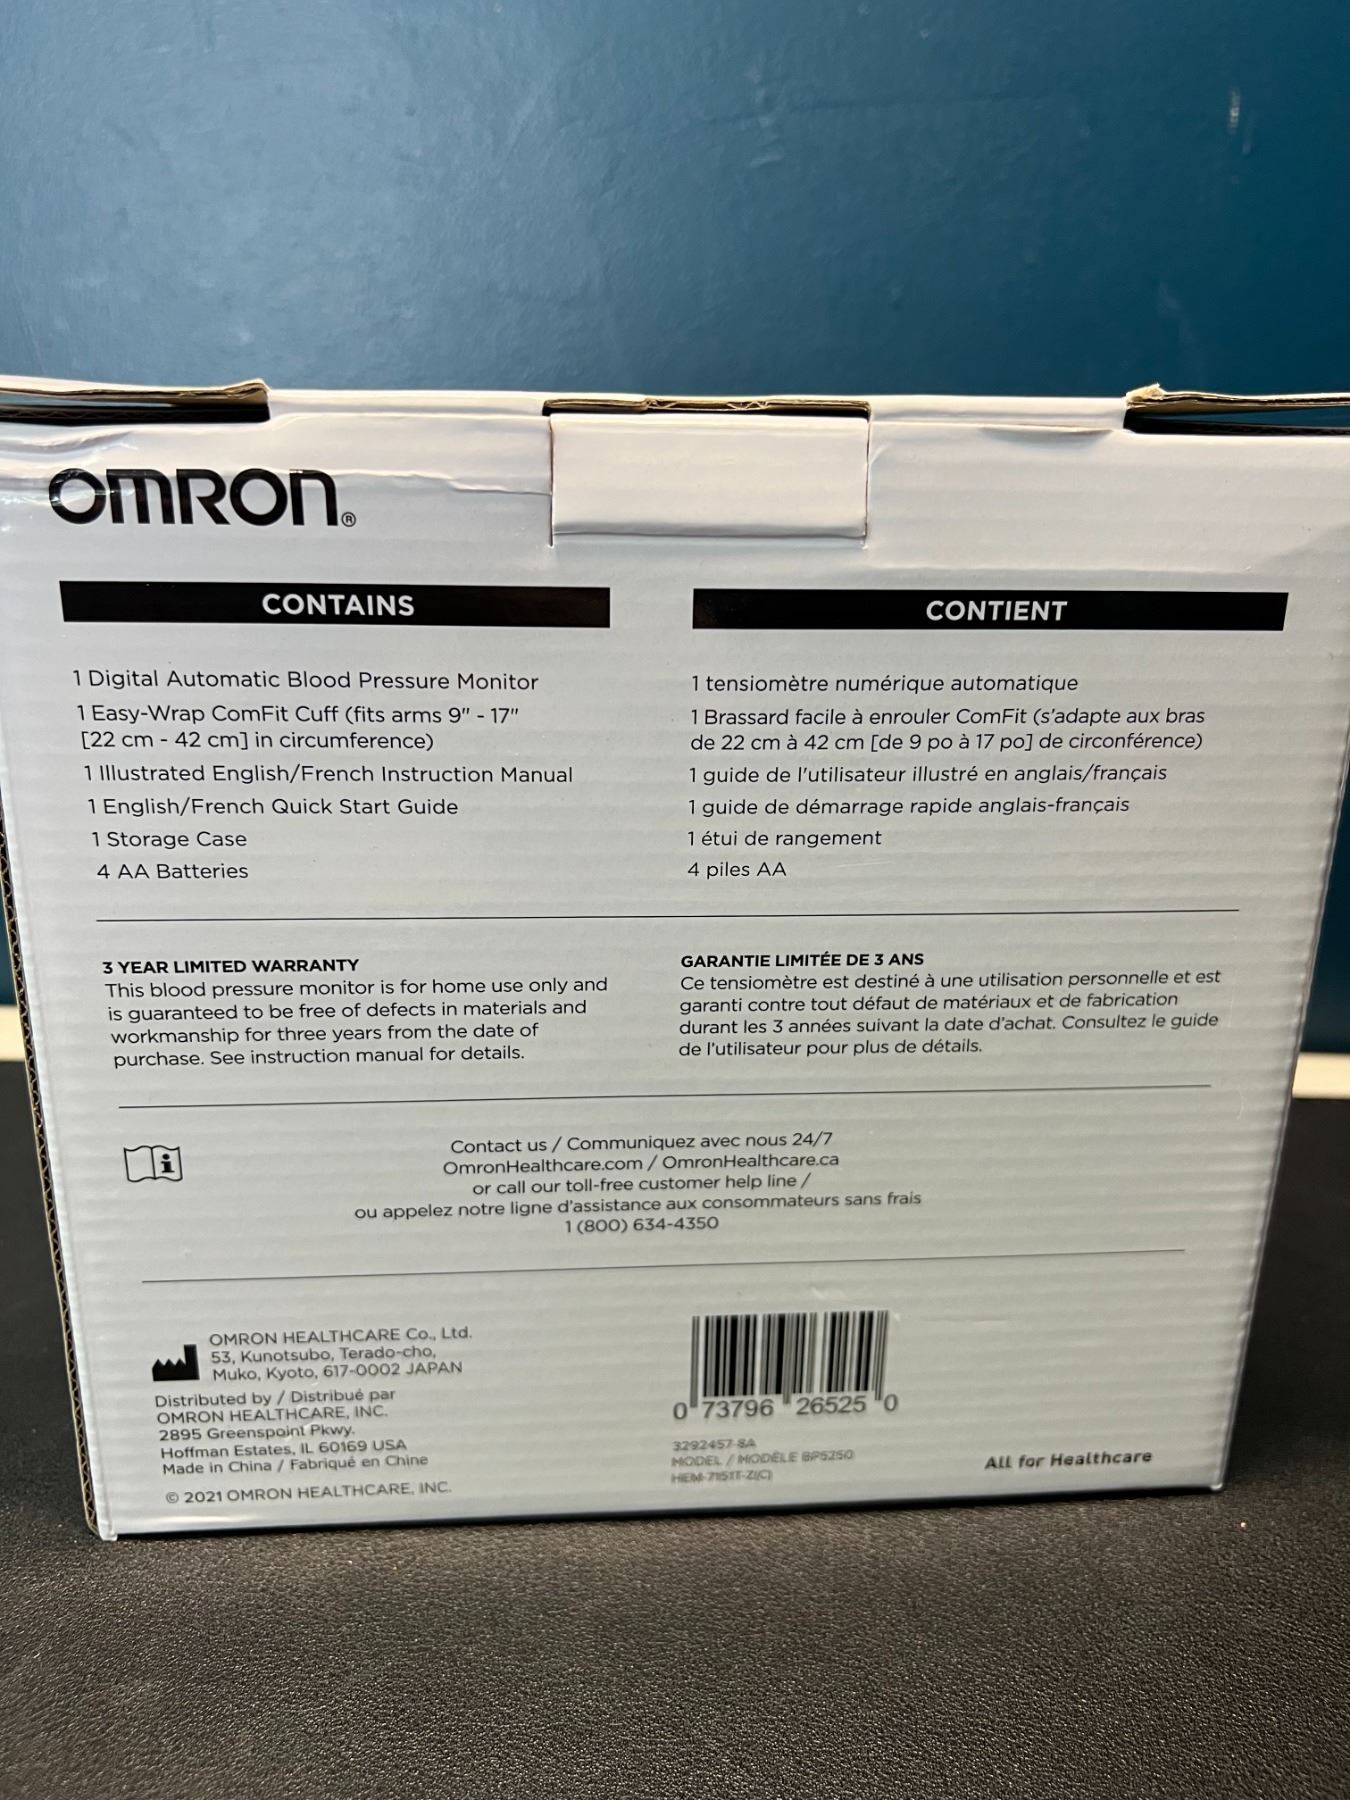 OMRON®
CONTAINS
1 Digital Automatic Blood Pressure Monitor
1 Easy-Wrap ComFit Cuff (fits arms 9" - 17"
[22 cm - 42 cm] in circumference)
1 Illustrated English/French Instruction Manual
1 English/French Quick Start Guide
1 Storage Case
4 AA Batteries
CONTIENT
1 tensiomètre numérique automatique
1 Brassard facile à enrouler ComFit (s'adapte aux bras
de 22 cm à 42 cm [de 9 po à 17 po] de circonférence)
1 guide de l'utilisateur illustré en anglais/français
1 guide de démarrage rapide anglais-français
1 étui de rangement
4 piles AA
3 YEAR LIMITED WARRANTY
This blood pressure monitor is for home use only and
is guaranteed to be free of defects in materials and
workmanship for three years from the date of
purchase. See instruction manual for details.
GARANTIE LIMITÉE DE 3 ANS
Ce tensiomètre est destiné à une utilisation personnelle et est
garanti contre tout défaut de matériaux et de fabrication
durant les 3 années suivant la date d'achat. Consultez le guide
de l'utilisateur pour plus de détails.
Contact us / Communiquez avec nous 24/7
OmronHealthcare.com / OmronHealthcare.ca
or call our toll-free customer help line /
ou appelez notre ligne d'assistance aux consommateurs sans frais
1 (800) 634-4350
OMRON HEALTHCARE Co., Ltd.
53, Kunotsubo, Terado-cho,
Muko, Kyoto, 617-0002 JAPAN
Distributed by / Distribué par
OMRON HEALTHCARE, INC.
2895 Greenspoint Pkwy.
Hoffman Estates, IL 60169 USA
Made in China / Fabriqué en Chine
© 2021 OMRON HEALTHCARE, INC.
0 73796 26525 0
3292457-8A
MODEL / MODÈLE BP5250
HEM-7151T-Z(C)
All for Healthcare